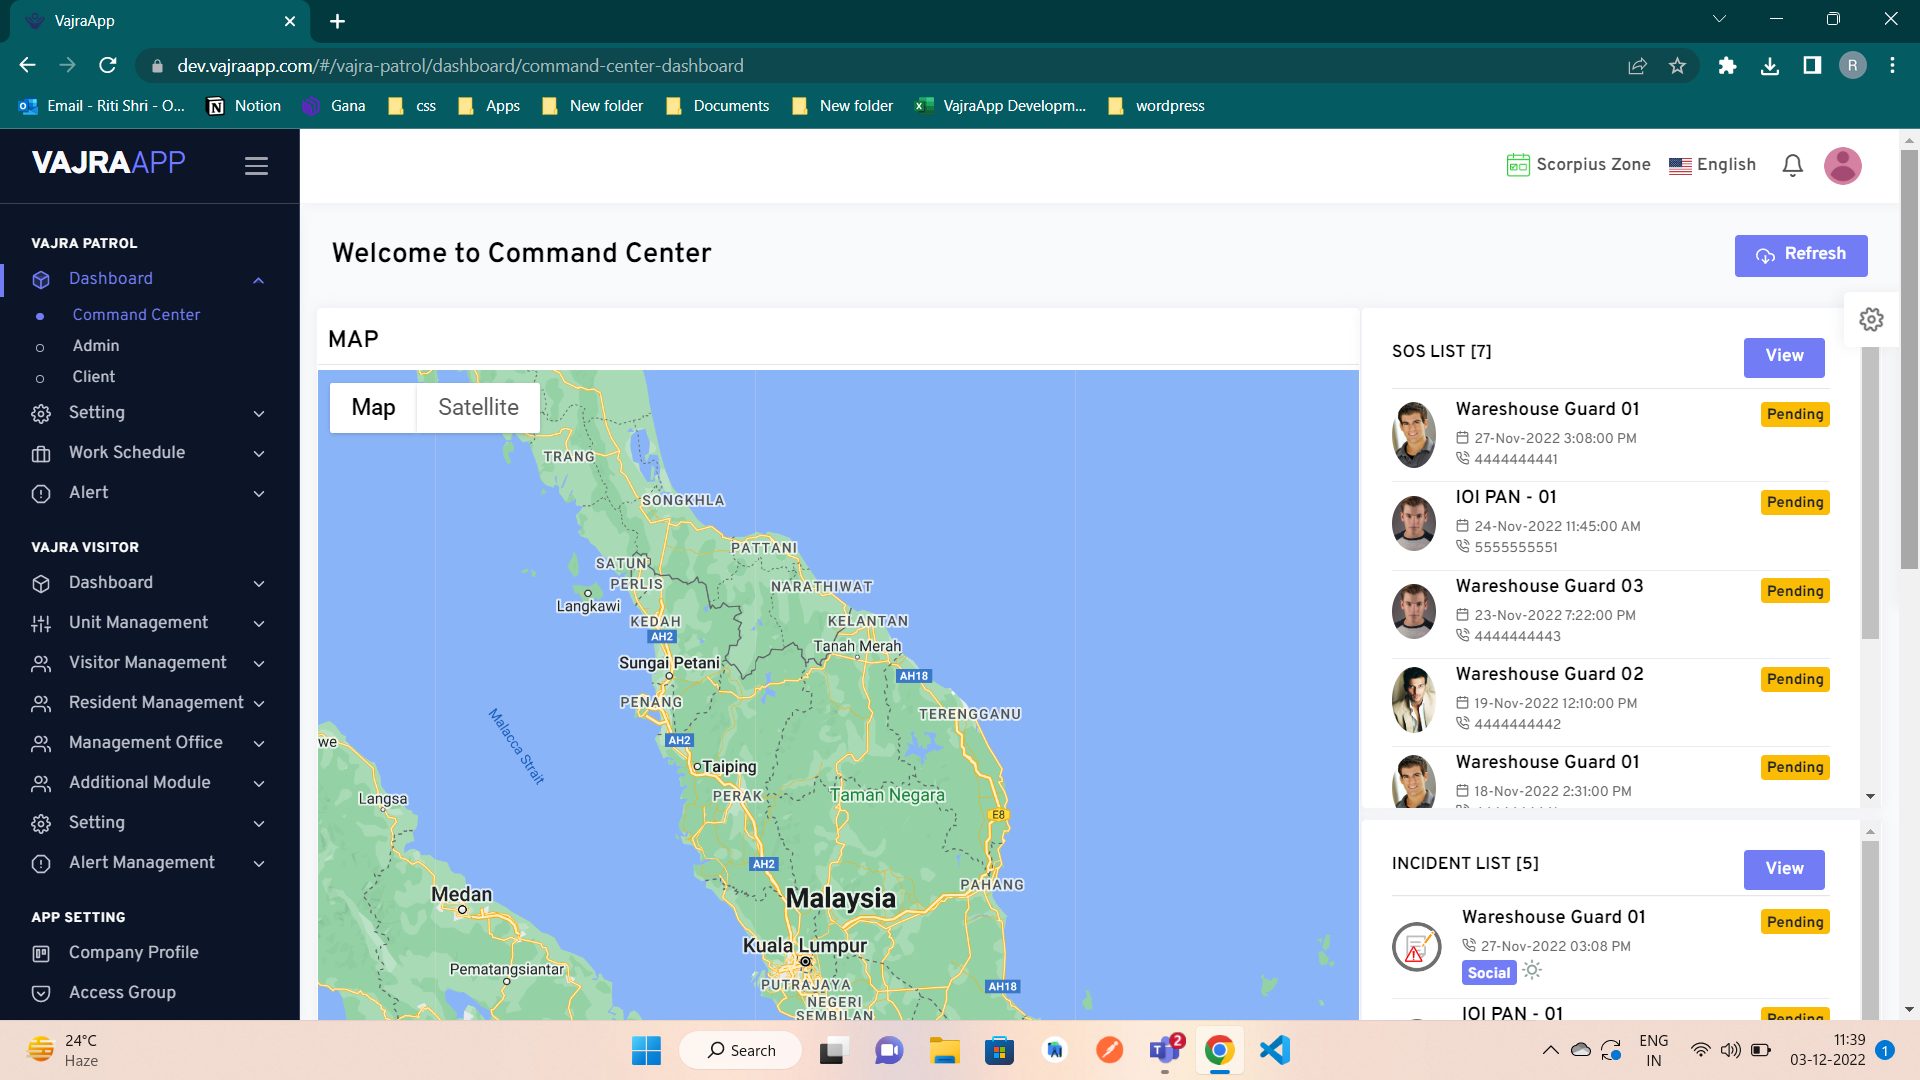 VajraApp
dev.vajraapp.com/#/vajra-patrol/dashboard/command-center-dashboard
R
Email - Riti Shri - O...
Notion
Gana
css
Apps
New folder
Documents
New folder
VajraApp Developm...
wordpress
VAJRAAPP
Scorpius Zone
English
VAJRA PATROL
Dashboard
Command Center
Admin
Client
Setting
Work Schedule
Alert
VAJRA VISITOR
Dashboard
Unit Management
Visitor Management
Resident Management
Management Office
Additional Module
Setting
Alert Management
APP SETTING
Company Profile
Access Group
Welcome to Command Center
Refresh
MAP
Map
Satellite
TRANG
SONGKHLA
PATTANI
SATUN
PERLIS
NARATHIWAT
Langkawi
KEDAH
KELANTAN
AH2
Tanah Merah
Sungai Petani
AH18
PENANG
TERENGGANU
Malacca Strait
AH2
we
Taiping
PERAK
Taman Negara
Langsa
E8
AH2
PAHANG
Medan
Malaysia
Kuala Lumpur
Pematangsiantar
PUTRAJAYA
AH18
NEGERI
SEMBILAN
SOS LIST [7]
View
Wareshouse Guard 01
Pending
27-Nov-2022 3:08:00 PM
4444444441
IOI PAN - 01
Pending
24-Nov-2022 11:45:00 AM
5555555551
Wareshouse Guard 03
Pending
23-Nov-2022 7:22:00 PM
4444444443
Wareshouse Guard 02
Pending
19-Nov-2022 12:10:00 PM
4444444442
Wareshouse Guard 01
Pending
18-Nov-2022 2:31:00 PM
INCIDENT LIST [5]
View
Wareshouse Guard 01
Pending
27-Nov-2022 03:08 PM
Social
IOI PAN - 01
Pending
24°C
Haze
Search
2
ENG
IN
11:39
03-12-2022
1